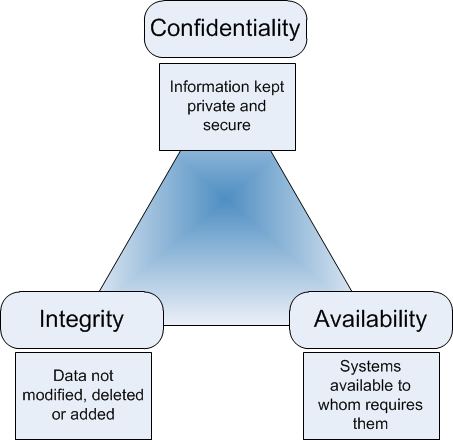 Confidentiality
Information kept
private and
secure
Integrity
Data not
modified, deleted
or added
Availability
Systems
available to
whom requires
them